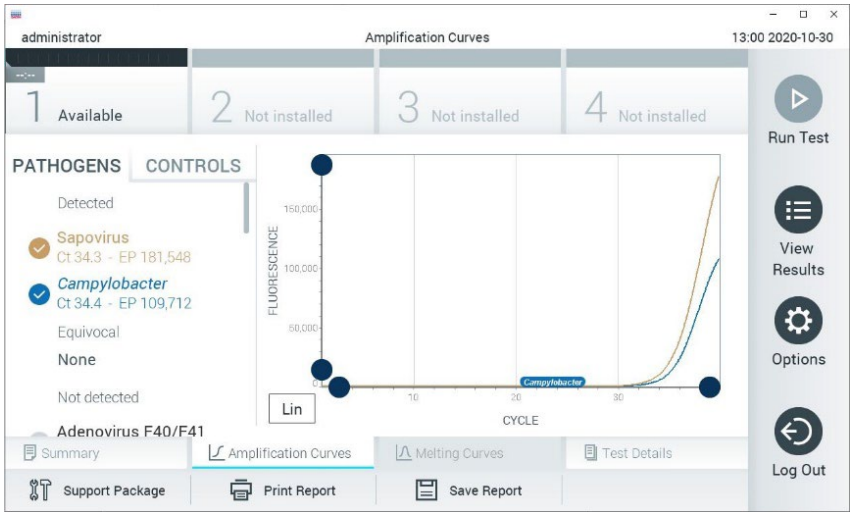 administrator
Amplification Curves
13:00 2020-10-30
--:--
1 Available
2 Not installed
3 Not installed
4 Not installed
Run Test
PATHOGENS CONTROLS
Detected
Sapovirus
Ct 34.3 - EP 181,548
Campylobacter
Ct 34.4 - EP 109,712
Equivocal
None
Not detected
Adenovirus F40/F41
FLUORESCENCE
150,000
100,000
50,000
0
Campylobacter
10 20 30
CYCLE
Lin
View
Results
Options
Log Out
Summary
Amplification Curves
Melting Curves
Test Details
Support Package
Print Report
Save Report